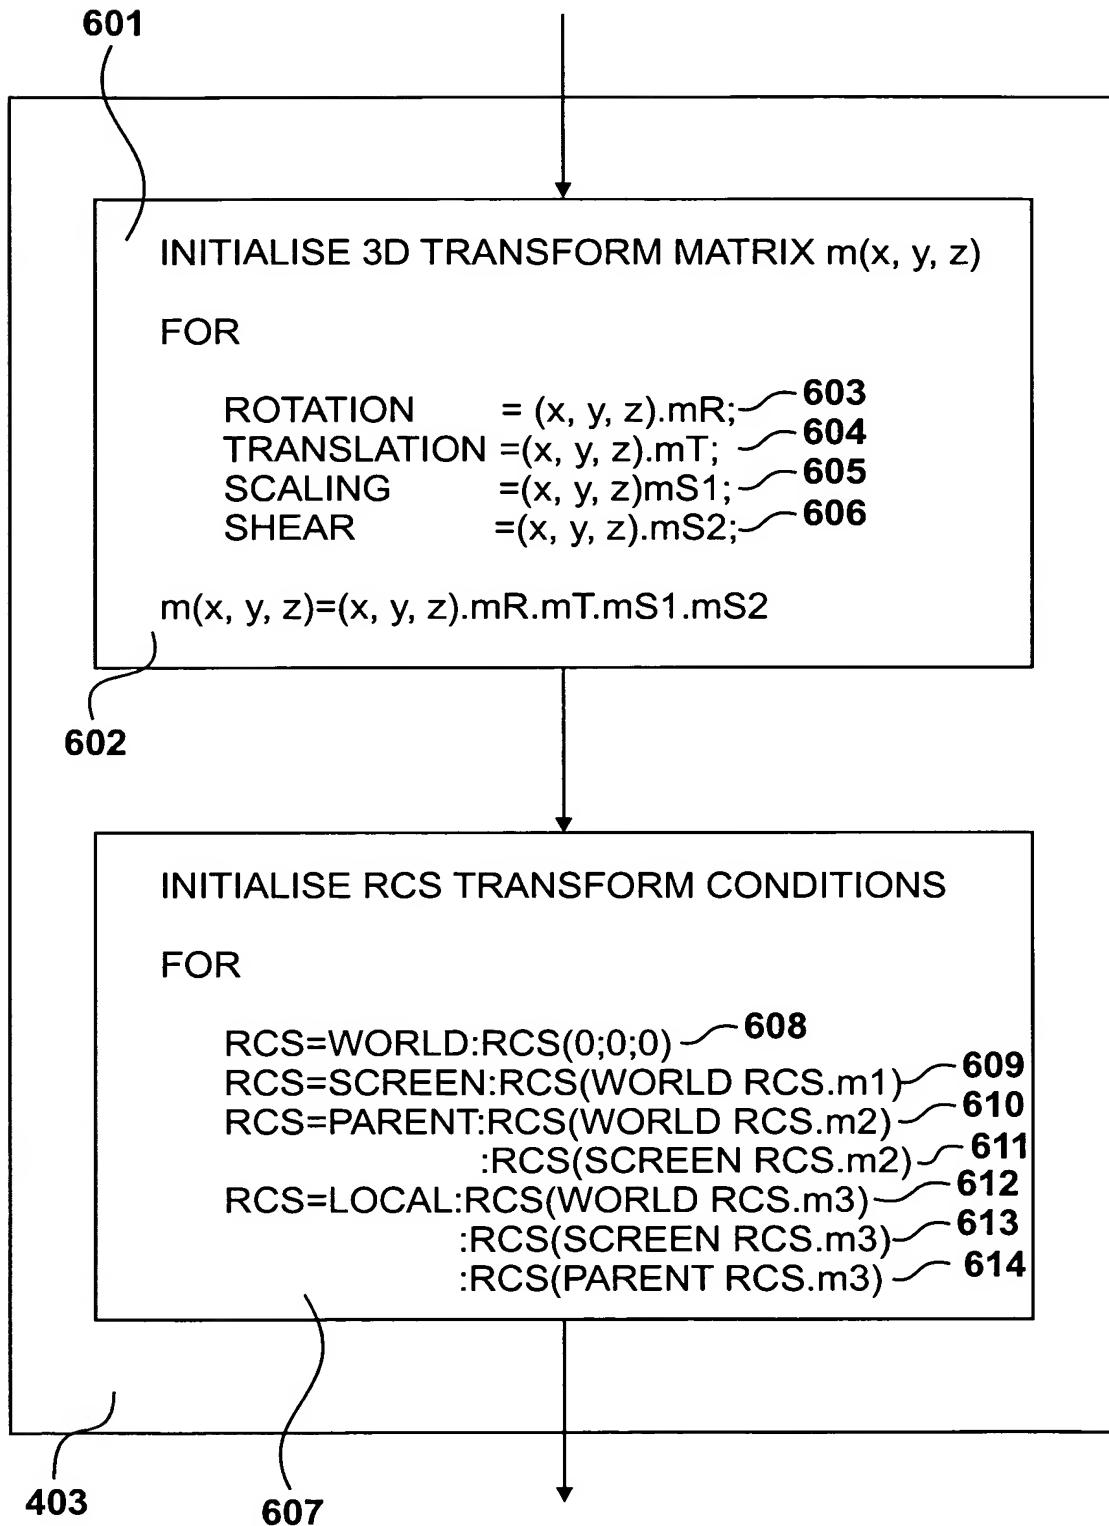 601
INITIALISE 3D TRANSFORM MATRIX m(x, y, z)
FOR
ROTATION = (x, y, z).mR; 603
TRANSLATION =(x, y, z).mT; 604
SCALING =(x, y, z)mS1; 605
SHEAR =(x, y, z).mS2; 606
m(x, y, z)=(x, y, z).mR.mT.mS1.mS2
602
INITIALISE RCS TRANSFORM CONDITIONS
FOR
RCS=WORLD:RCS(0;0;0) 608
RCS=SCREEN:RCS(WORLD RCS.m1) 609
RCS=PARENT:RCS(WORLD RCS.m2) 610
:RCS(SCREEN RCS.m2) 611
RCS=LOCAL:RCS(WORLD RCS.m3) 612
:RCS(SCREEN RCS.m3) 613
:RCS(PARENT RCS.m3) 614
403
607